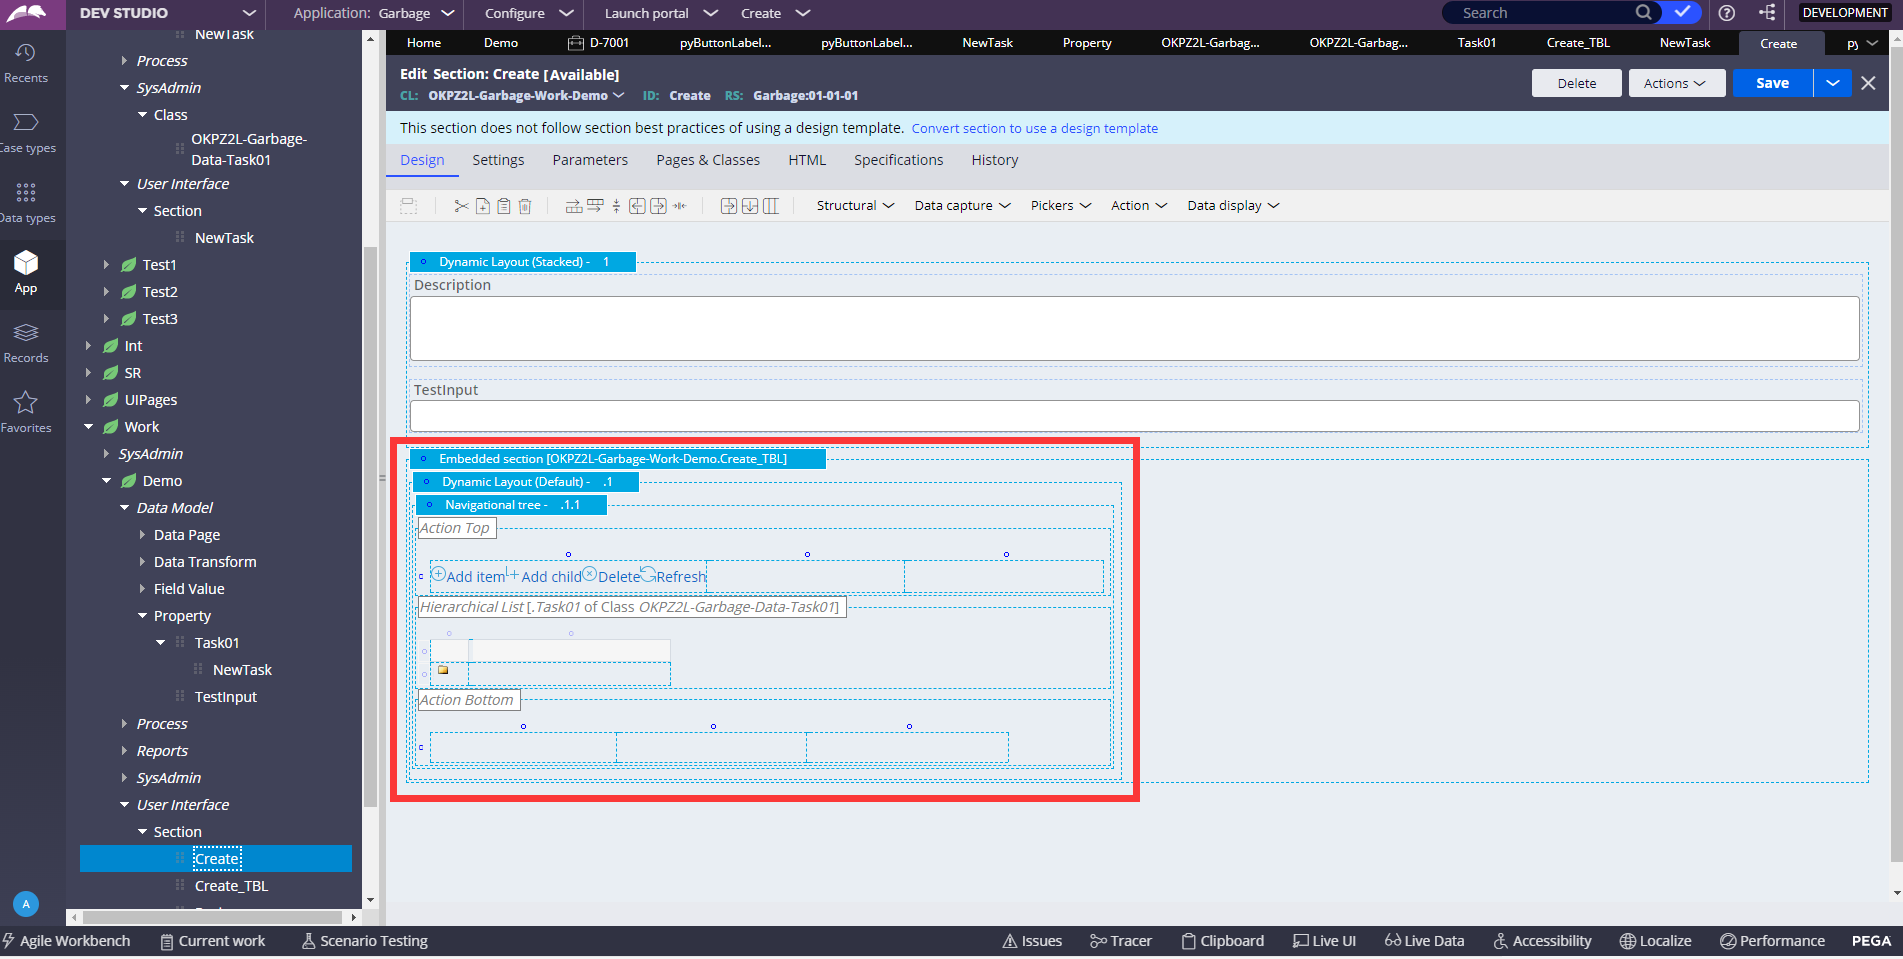 DEV STUDIO
Application: Garbage
Configure
Launch portal
Create
Search
DEVELOPMENT
Recents
Case types
Data types
App
Records
Favorites
A
NewTask
Process
SysAdmin
Class
OKPZ2L-Garbage-
Data-Task01
User Interface
Section
NewTask
Test1
Test2
Test3
Int
SR
UIPages
Work
SysAdmin
Demo
Data Model
Data Page
Data Transform
Field Value
Property
Task01
NewTask
TestInput
Process
Reports
SysAdmin
User Interface
Section
Create
Create_TBL
Home
Demo
D-7001
pyButtonLabel...
pyButtonLabel...
NewTask
Property
OKPZ2L-Garbag...
OKPZ2L-Garbag...
Task01
Create_TBL
NewTask
Create
py
Edit Section: Create [Available]
CL: OKPZ2L-Garbage-Work-Demo ID: Create RS: Garbage:01-01-01
Delete
Actions
Save
This section does not follow section best practices of using a design template. Convert section to use a design template
Design Settings Parameters Pages & Classes HTML Specifications History
Structural Data capture Pickers Action Data display
Dynamic Layout (Stacked) - 1
Description
TestInput
Embedded section [OKPZ2L-Garbage-Work-Demo.Create_TBL]
Dynamic Layout (Default) - .1
Navigational tree - .1.1
Action Top
Add item Add child Delete Refresh
Hierarchical List [.Task01 of Class OKPZ2L-Garbage-Data-Task01]
Action Bottom
Agile Workbench
Current work
Scenario Testing
Issues
Tracer
Clipboard
Live UI
Live Data
Accessibility
Localize
Performance
PEGA